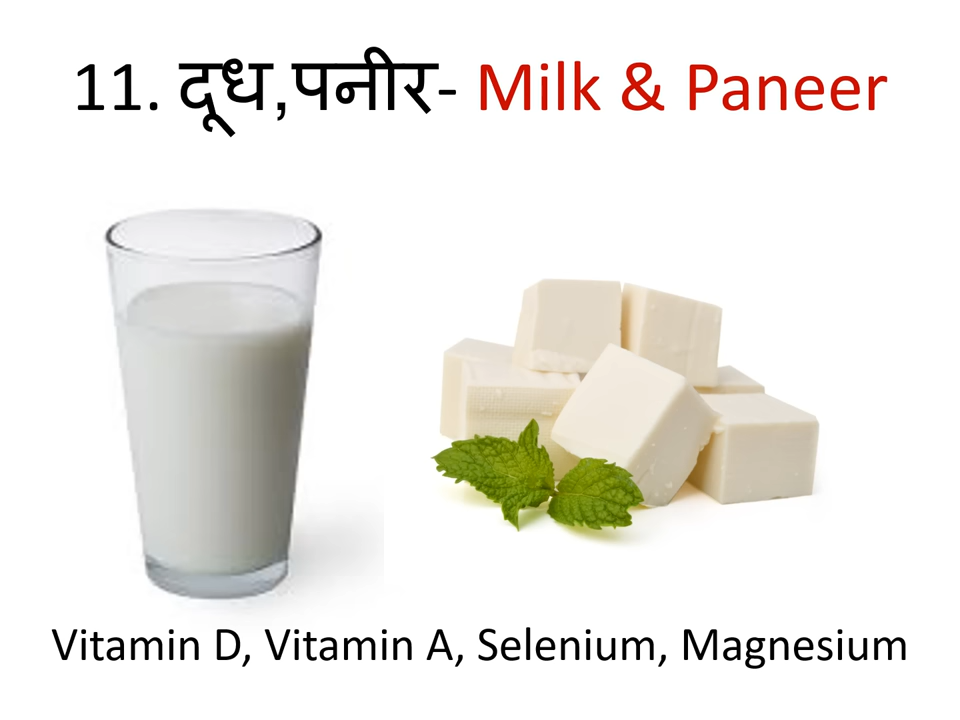 11. दूध,पनीर- Milk & Paneer
Vitamin D, Vitamin A, Selenium, Magnesium